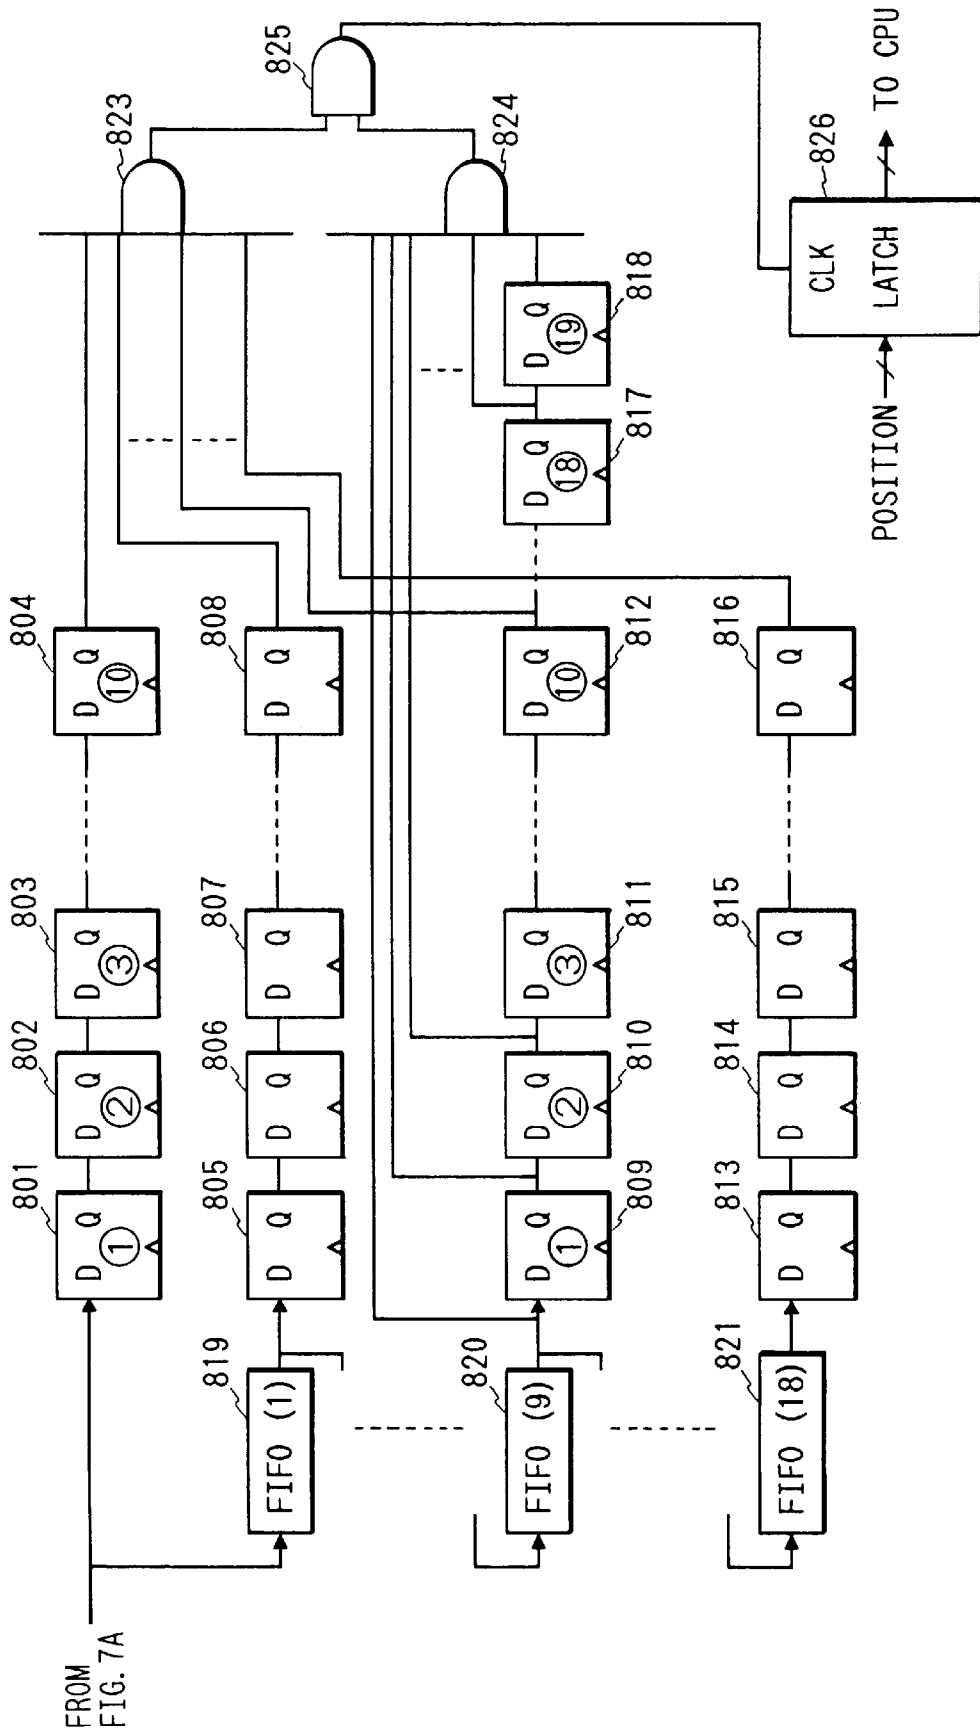 FROM
FIG. 7A
801
D Q
①
802
D Q
②
803
D Q
③
804
D Q
⑩
819
FIFO (1)
805
D Q
806
D Q
807
D Q
808
D Q
820
FIFO (9)
809
D Q
①
810
D Q
②
811
D Q
③
812
D Q
⑩
817
D Q
⑱
818
D Q
⑲
821
FIFO (18)
813
D Q
814
D Q
815
D Q
816
D Q
823
824
825
826
CLK
LATCH
POSITION
TO CPU